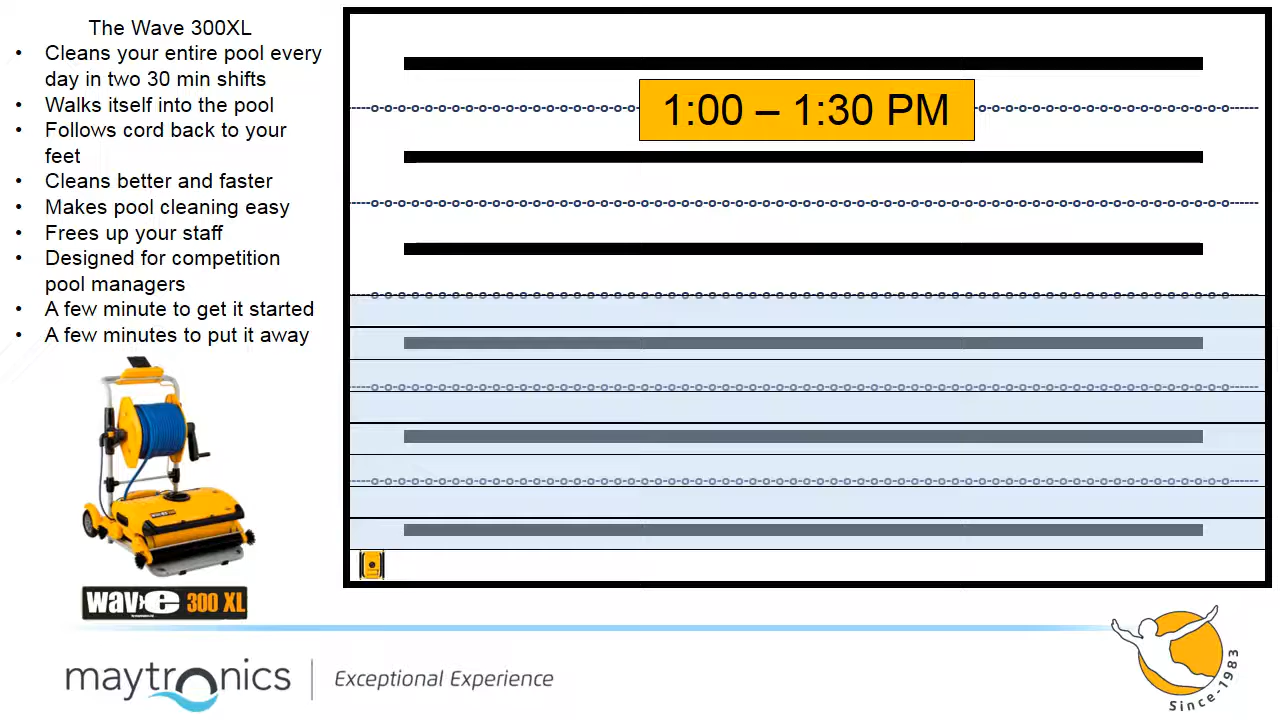 The Wave 300XL
• Cleans your entire pool every
day in two 30 min shifts
• Walks itself into the pool
• Follows cord back to your
feet
• Cleans better and faster
• Makes pool cleaning easy
• Frees up your staff
• Designed for competition
pool managers
• A few minute to get it started
• A few minutes to put it away
1:00 – 1:30 PM
wave 300 XL
maytronics
Exceptional Experience
Since-1983